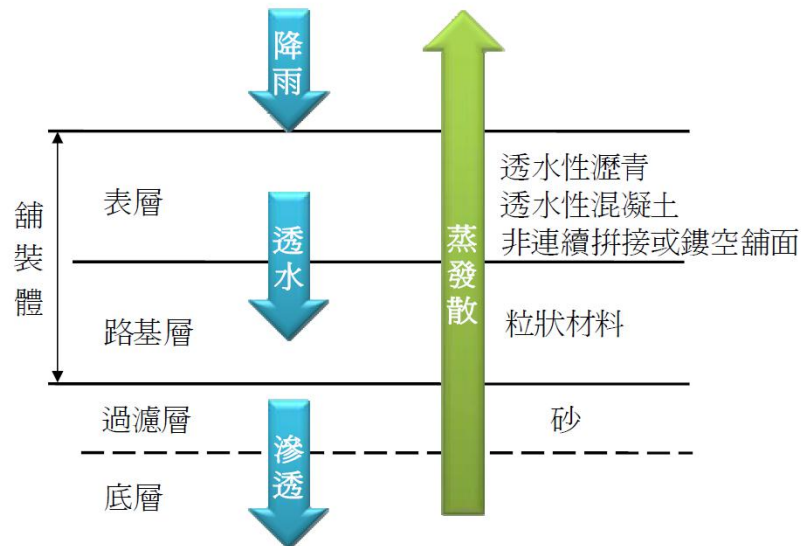 降雨
舖裝體
表層
透水性瀝青
透水性混凝土
非連續拼接或鏤空舖面
透水
蒸發散
路基層
粒狀材料
過濾層
砂
滲透
底層